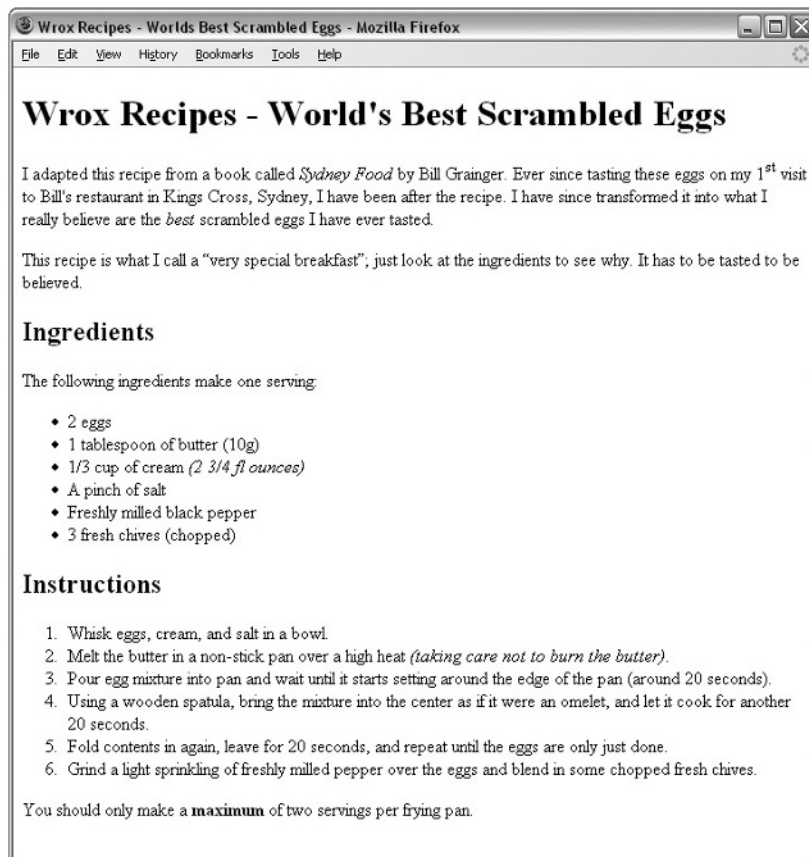 Wrox Recipes - Worlds Best Scrambled Eggs - Mozilla Firefox
File Edit View History Bookmarks Tools Help
Wrox Recipes - World's Best Scrambled Eggs
I adapted this recipe from a book called Sydney Food by Bill Grainger. Ever since tasting these eggs on my 1st visit
to Bill's restaurant in Kings Cross, Sydney, I have been after the recipe. I have since transformed it into what I
really believe are the best scrambled eggs I have ever tasted.
This recipe is what I call a “very special breakfast”; just look at the ingredients to see why. It has to be tasted to be
believed.
Ingredients
The following ingredients make one serving:
• 2 eggs
• 1 tablespoon of butter (10g)
• 1/3 cup of cream (2 3/4 fl ounces)
• A pinch of salt
• Freshly milled black pepper
• 3 fresh chives (chopped)
Instructions
1. Whisk eggs, cream, and salt in a bowl.
2. Melt the butter in a non-stick pan over a high heat (taking care not to burn the butter).
3. Pour egg mixture into pan and wait until it starts setting around the edge of the pan (around 20 seconds).
4. Using a wooden spatula, bring the mixture into the center as if it were an omelet, and let it cook for another
20 seconds.
5. Fold contents in again, leave for 20 seconds, and repeat until the eggs are only just done.
6. Grind a light sprinkling of freshly milled pepper over the eggs and blend in some chopped fresh chives.
You should only make a maximum of two servings per frying pan.